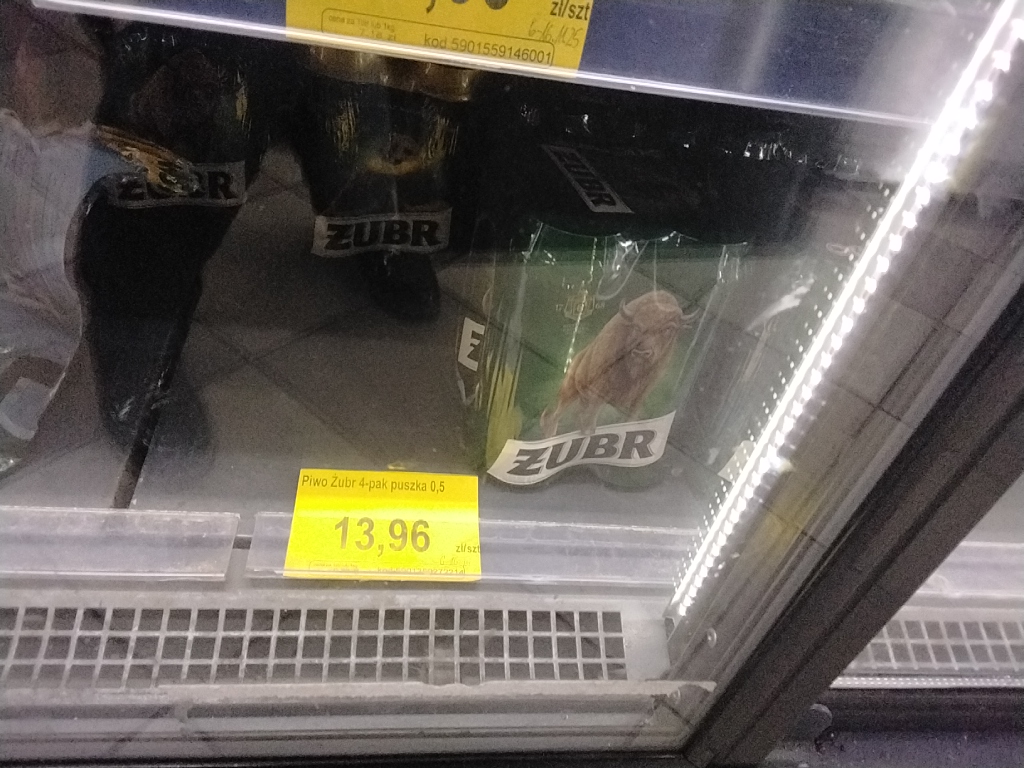 zł/szt
kod 5901559146001
ŻUBR
ŻUBR
ŻUBR
ŻUBR
Piwo Żubr 4-pak puszka 0,5
13,96
zł/szt